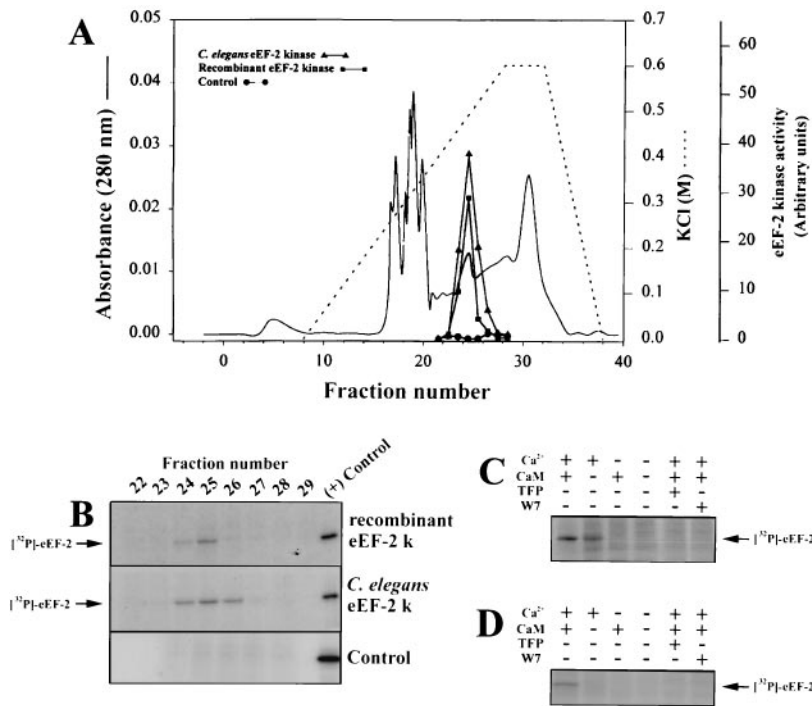 A
Absorbance (280 nm)
0.05
0.04
0.03
0.02
0.01
0.00
C. elegans eEF-2 kinase
Recombinant eEF-2 kinase
Control
0.7
0.6
0.5
0.4
0.3
0.2
0.1
0.0
KCl (M)
60
50
40
30
20
10
0
eEF-2 kinase activity
(Arbitrary units)
0 10 20 30 40
Fraction number
B
Fraction number
22 23 24 25 26 27 28 29 (+) Control
[32P]-eEF-2
recombinant
eEF-2 k
[32P]-eEF-2
C. elegans
eEF-2 k
Control
C
Ca2+ + + - - + +
CaM + - + - + +
TFP - - - - + -
W7 - - - - - +
[32P]-eEF-2
D
Ca2+ + + - - + +
CaM + - + - + +
TFP - - - - + -
W7 - - - - - +
[32P]-eEF-2